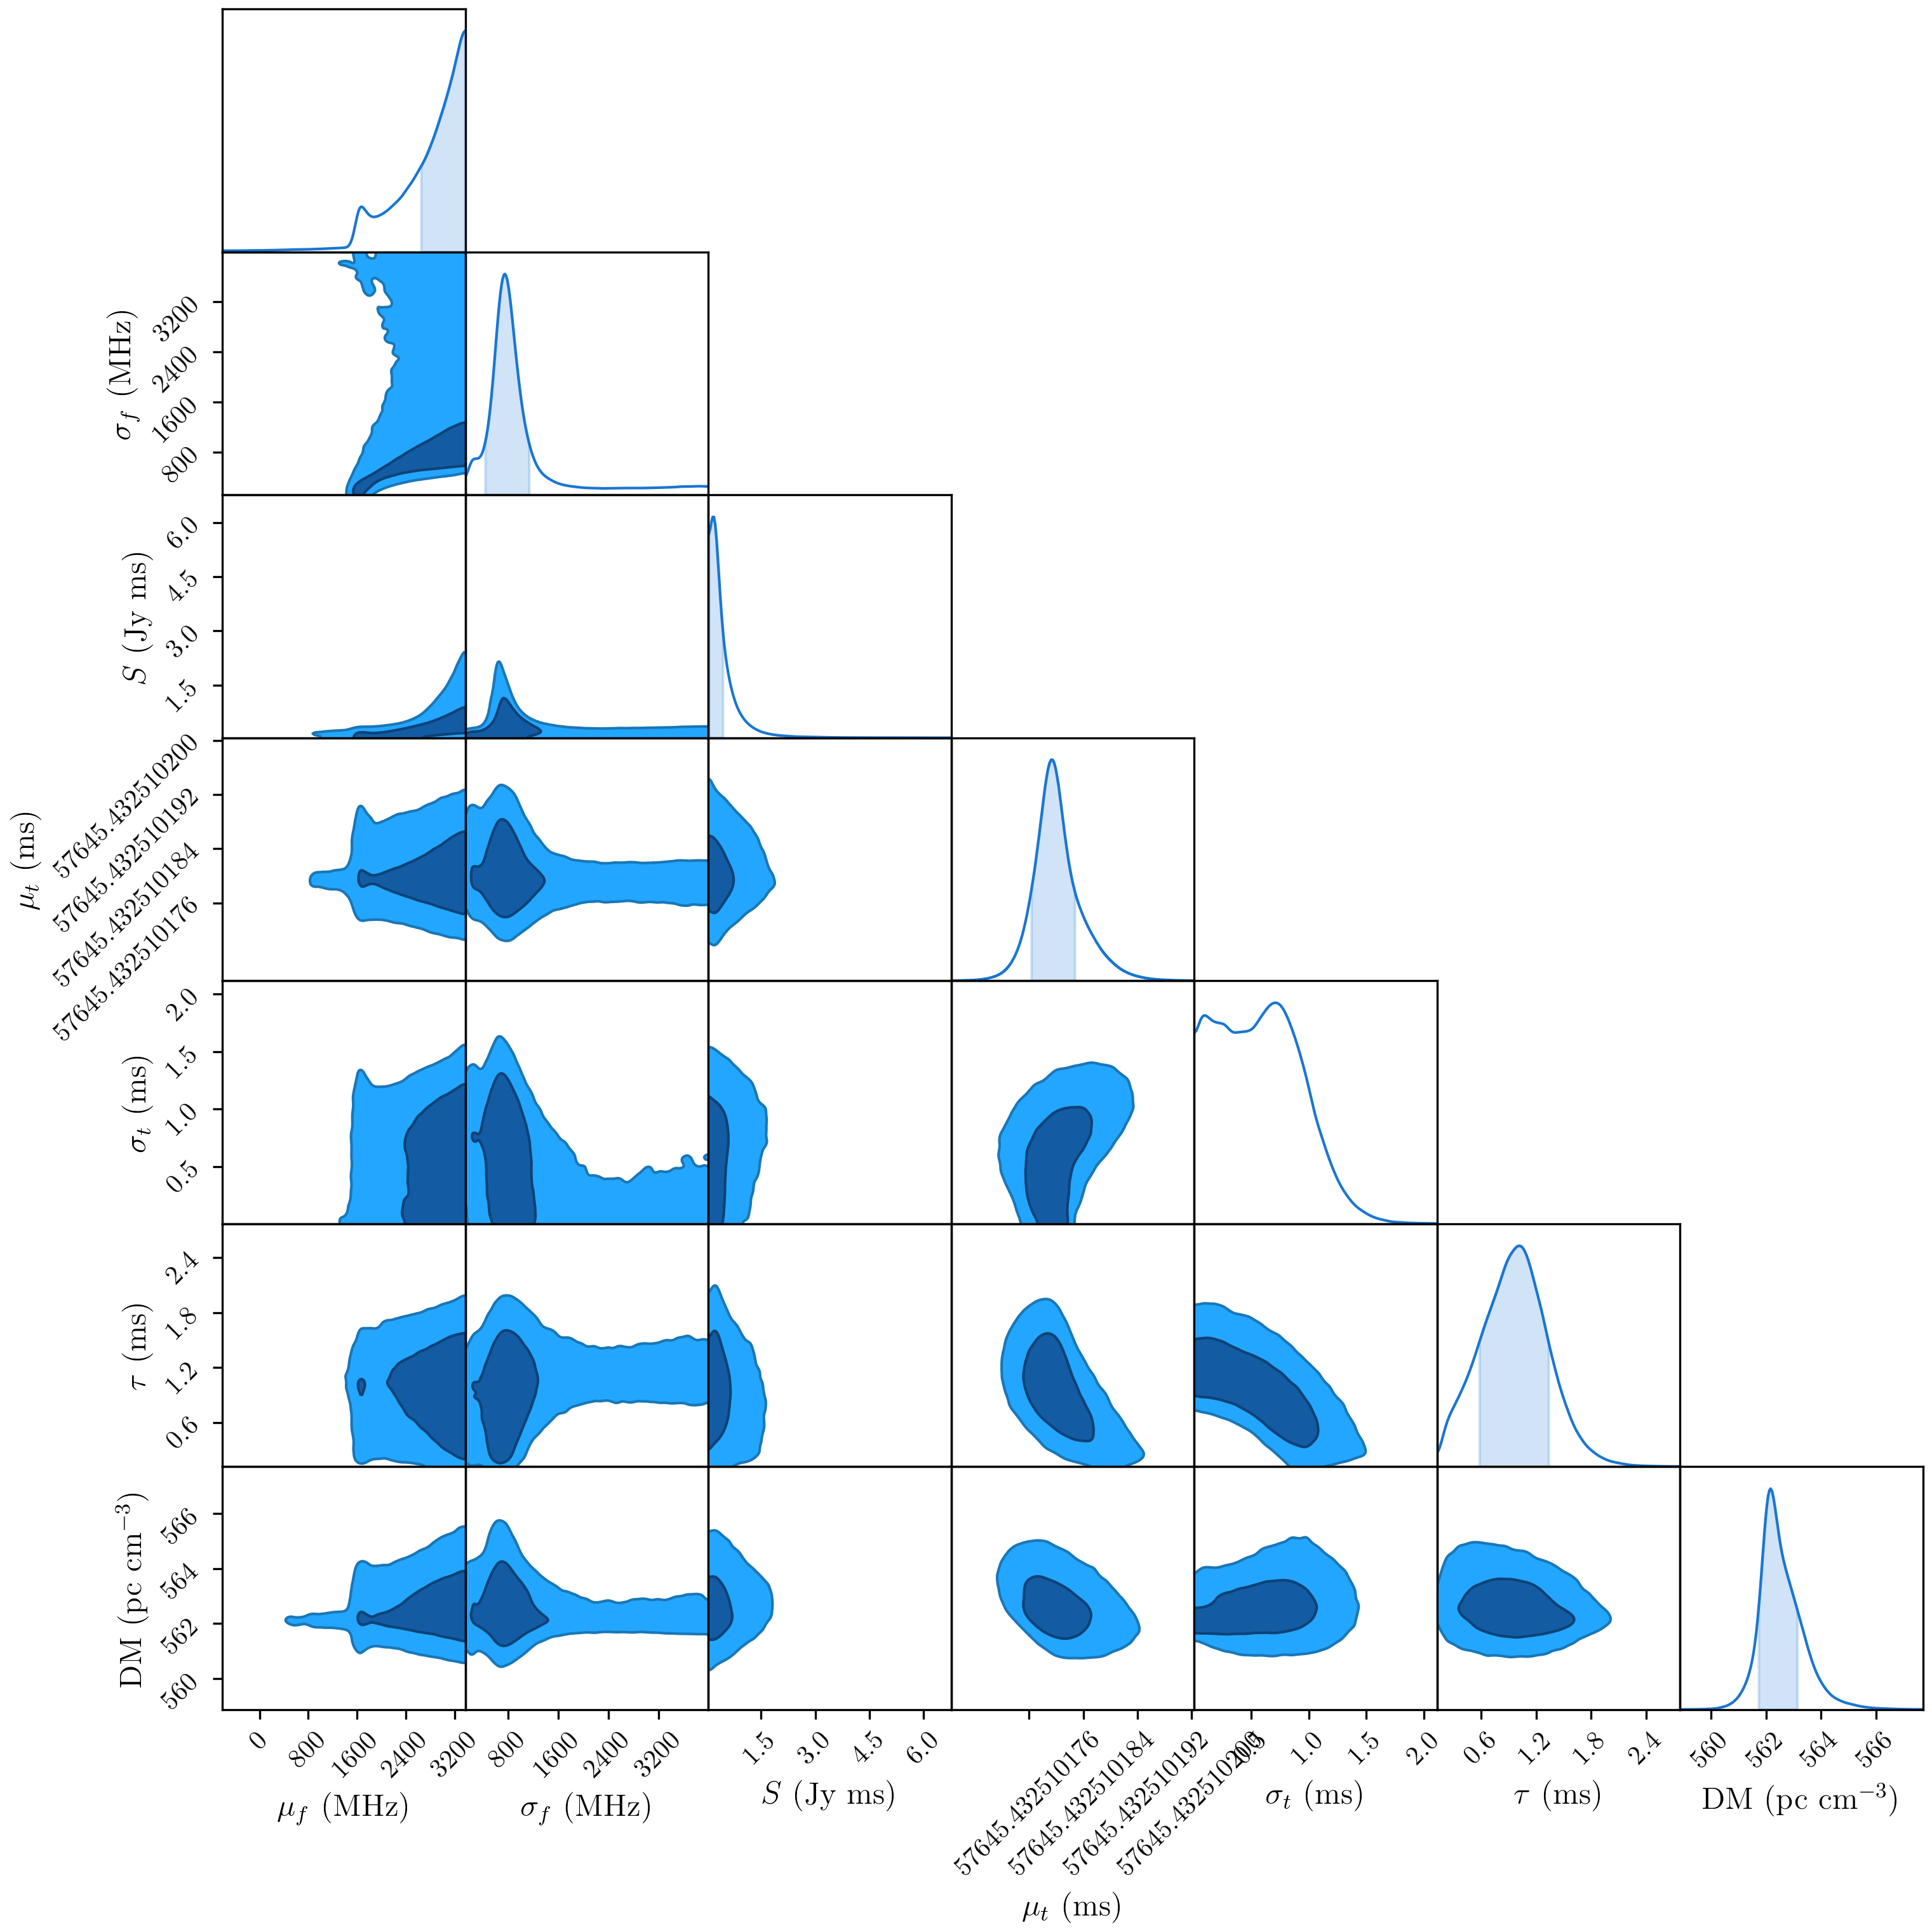 σ_f (MHz)
3200
2400
1600
800
S (Jy ms)
6.0
4.5
3.0
1.5
μ_t (ms)
57645.432510200
57645.432510192
57645.432510184
57645.432510176
σ_t (ms)
2.0
1.5
1.0
0.5
τ (ms)
2.4
1.8
1.2
0.6
DM (pc cm⁻³)
566
564
562
560
0 800 1600 2400 3200
μ_f (MHz)
800 1600 2400 3200
σ_f (MHz)
1.5 3.0 4.5 6.0
S (Jy ms)
57645.432510176 57645.432510184 57645.432510192 57645.432510200
μ_t (ms)
0.5 1.0 1.5 2.0
σ_t (ms)
0.6 1.2 1.8 2.4
τ (ms)
560 562 564 566
DM (pc cm⁻³)